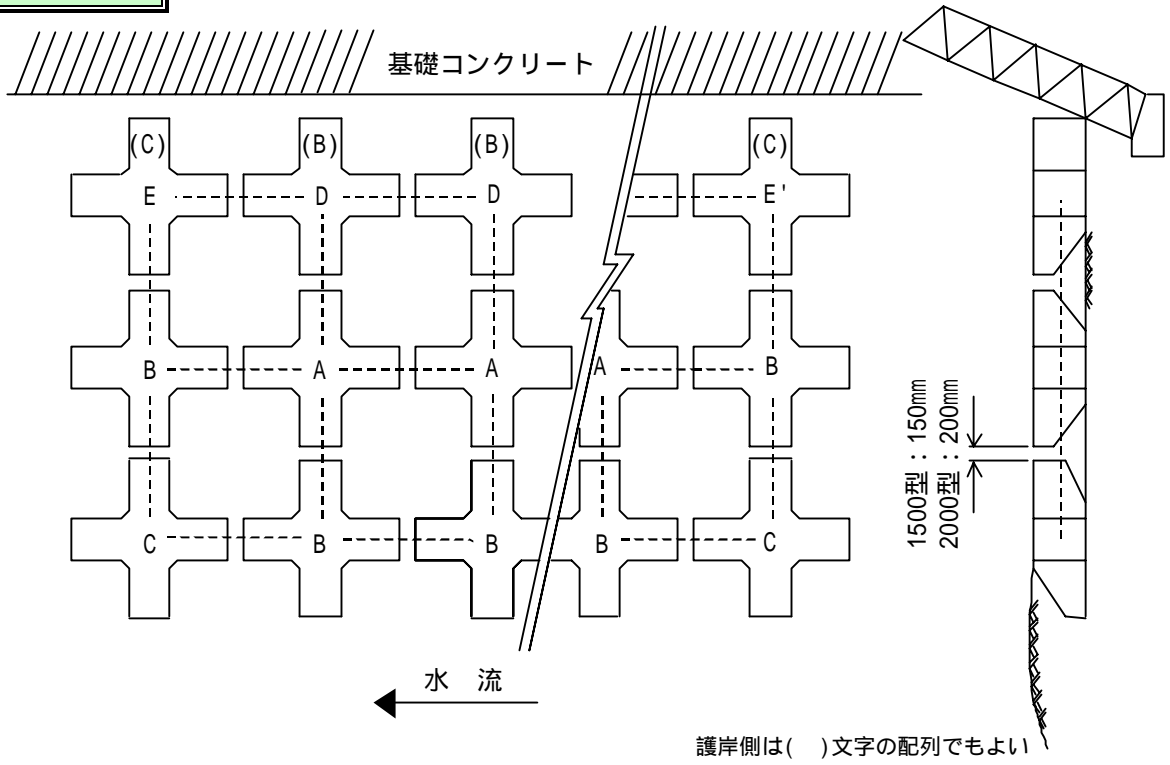 基礎コンクリート
(C) (B) (B) (C)
E D D E'
B A A A B
C B B B C
1500型：150㎜
2000型：200㎜
水 流
護岸側は( )文字の配列でもよい